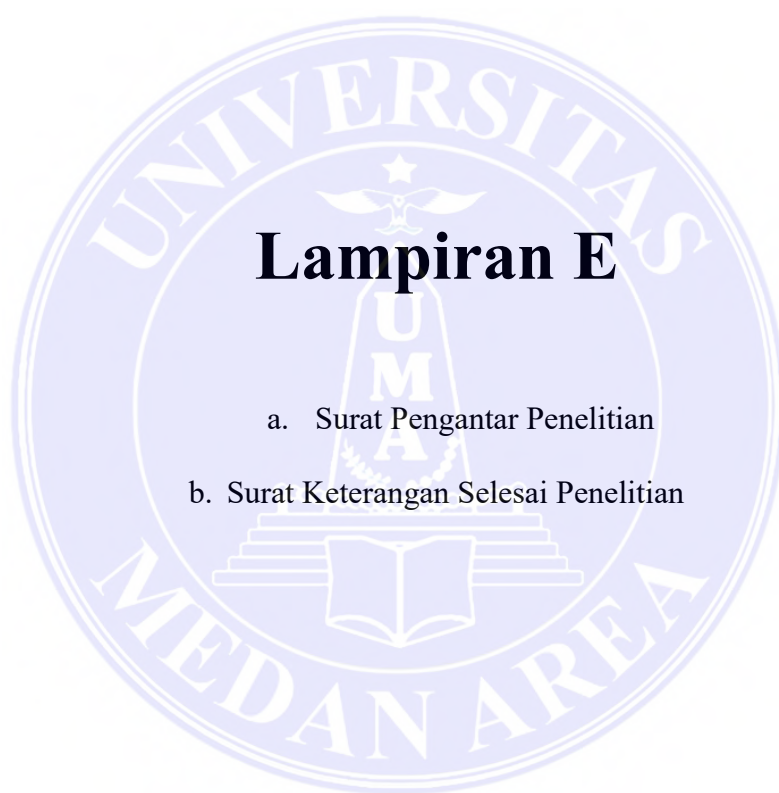 UNIVERSITAS
Lampiran E
UMA
a. Surat Pengantar Penelitian
b. Surat Keterangan Selesai Penelitian
MEDAN AREA